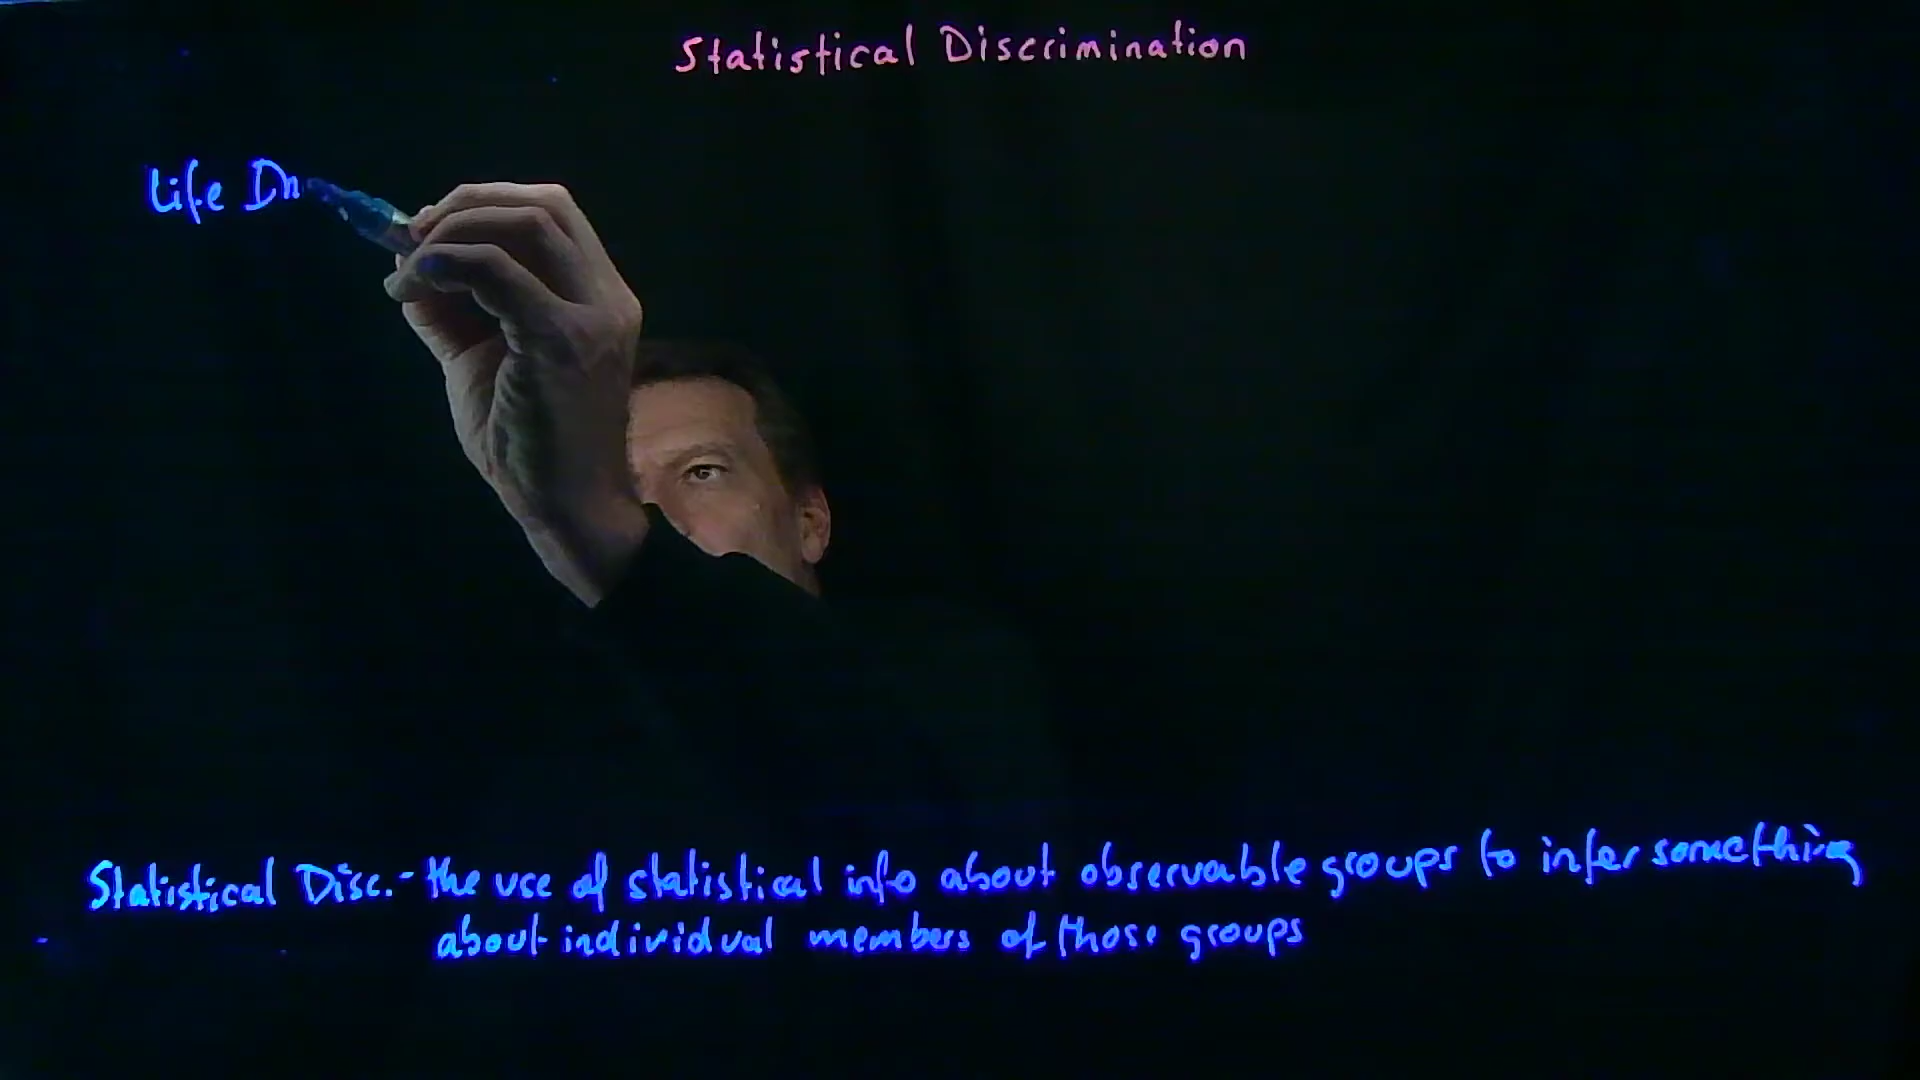 Statistical Discrimination
Life In
Statistical Disc.- the use of statistical info about observable groups to infer something
about individual members of those groups